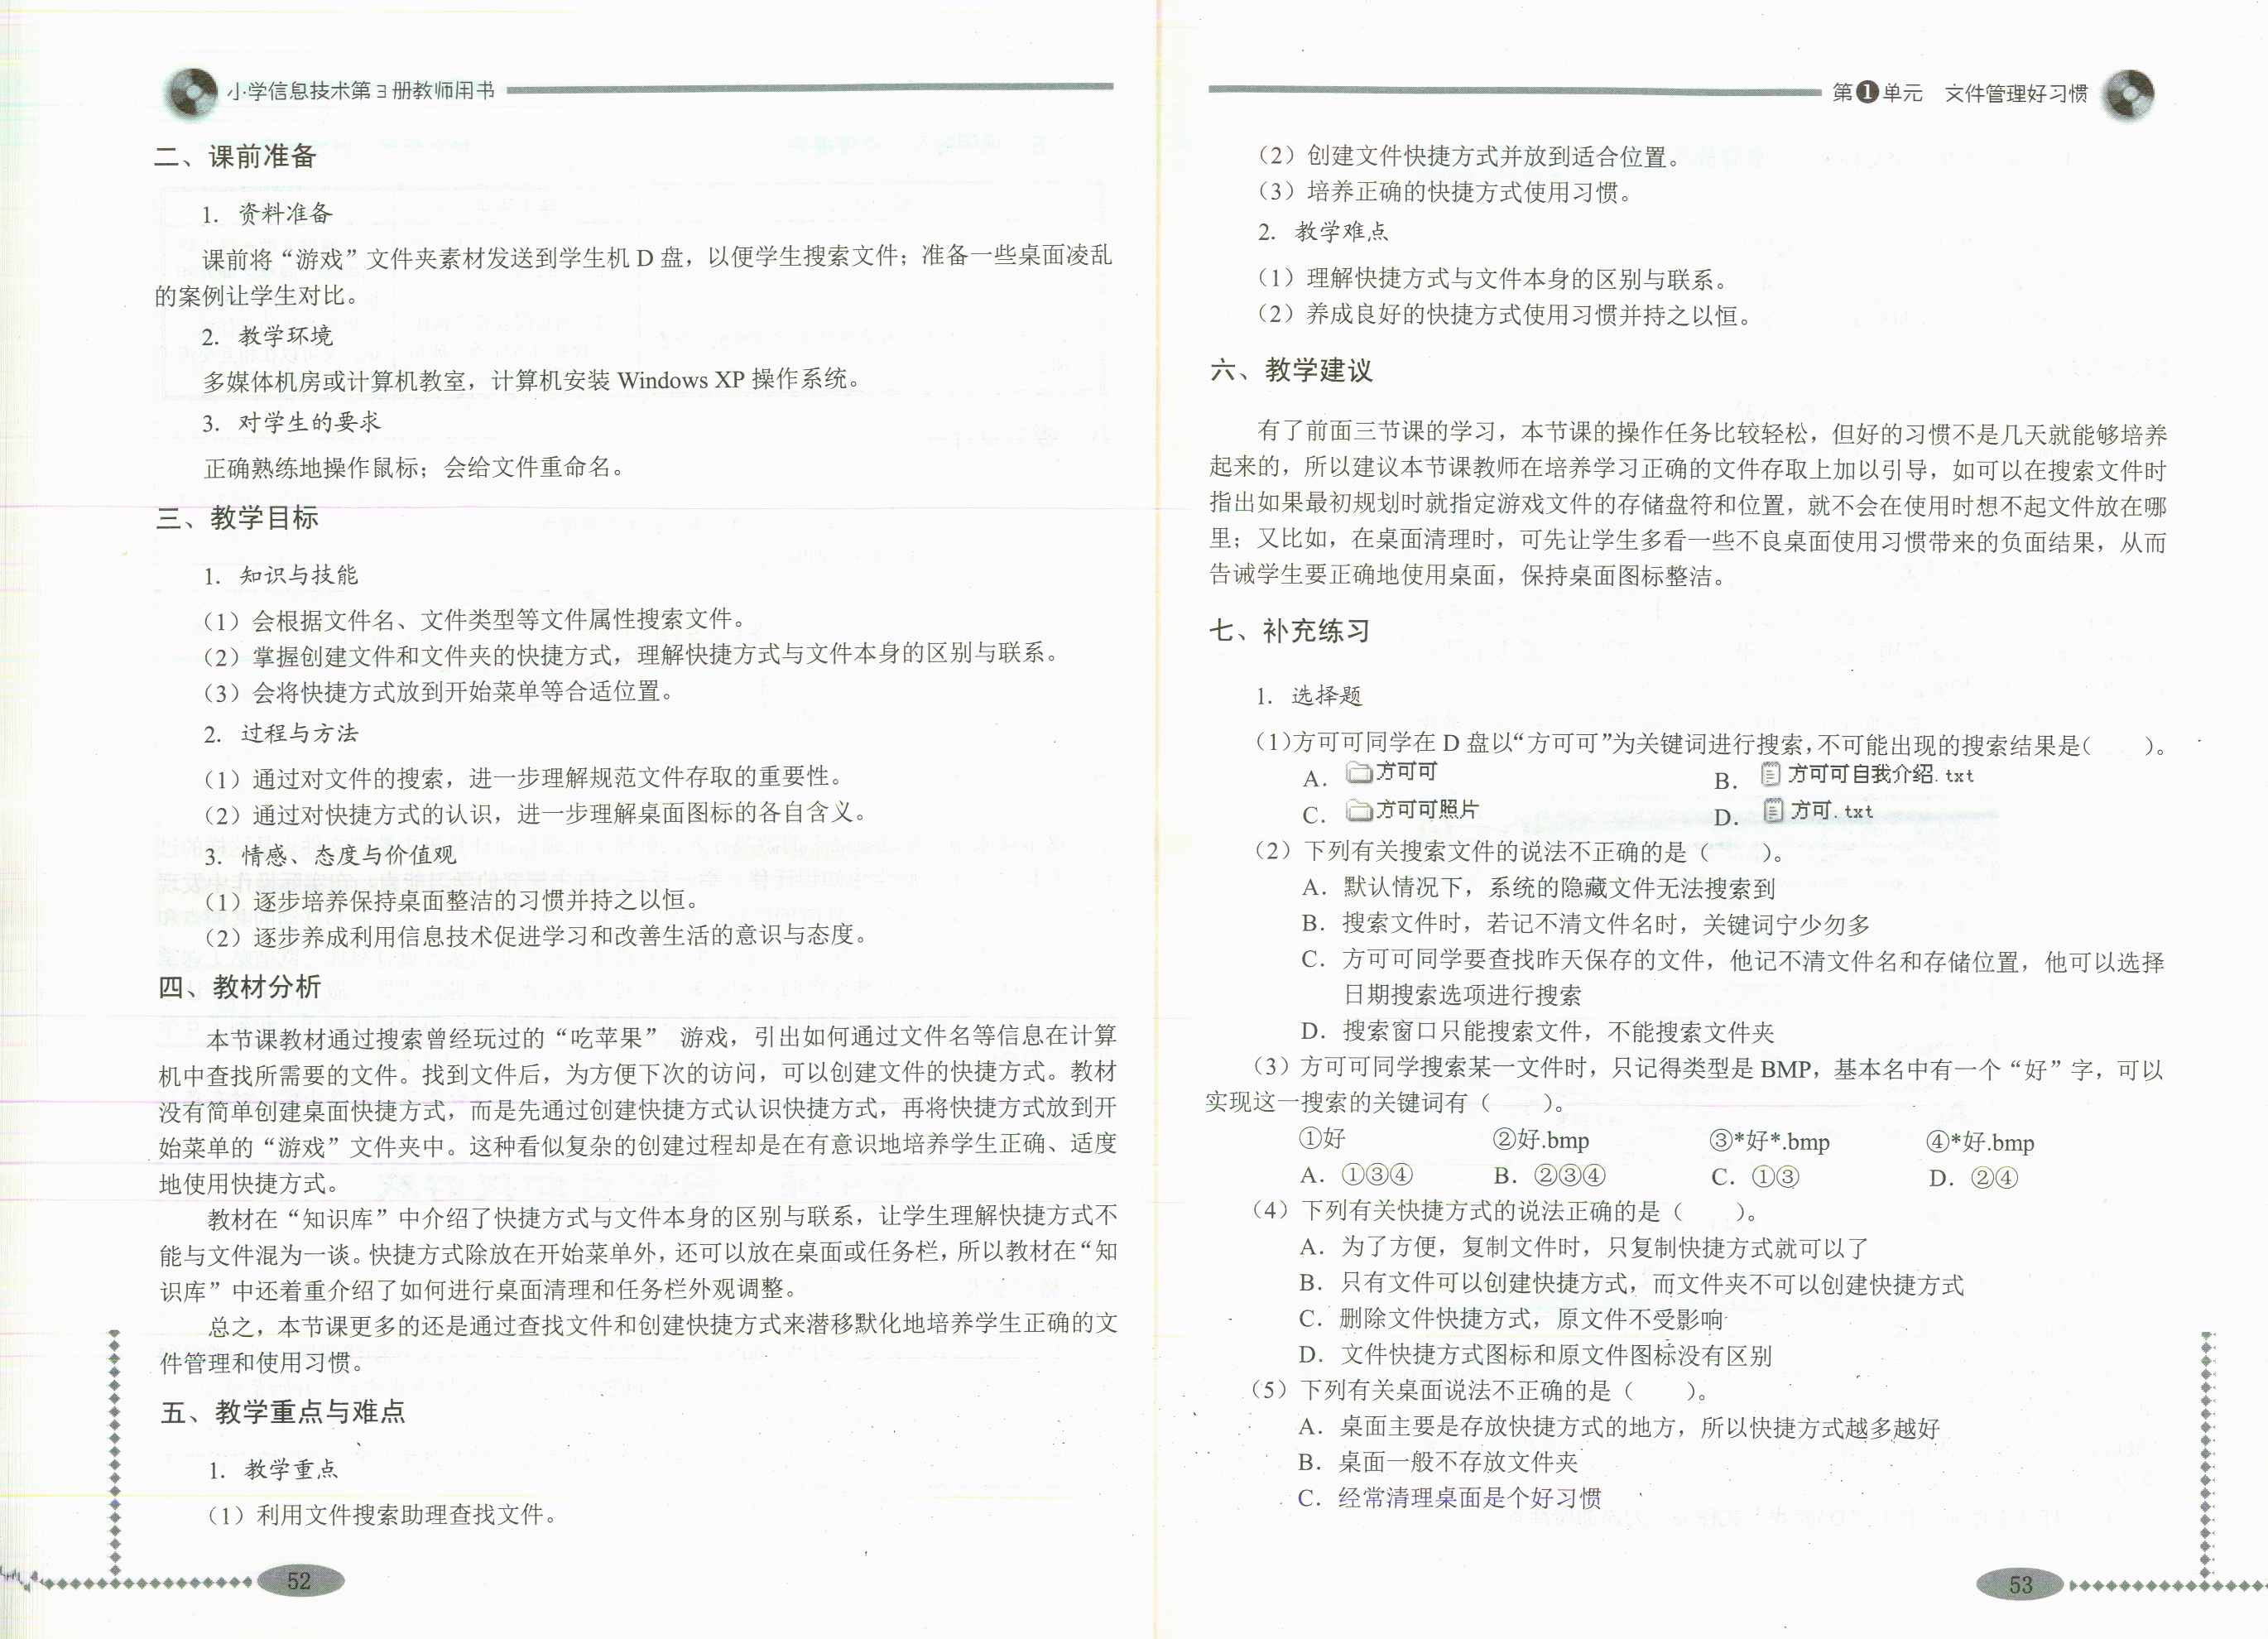 小学信息技术第3册教师用书
二、课前准备
1. 资料准备
课前将“游戏”文件夹素材发送到学生机 D 盘，以便学生搜索文件；准备一些桌面凌乱
的案例让学生对比。
2. 教学环境
多媒体机房或计算机教室，计算机安装 Windows XP 操作系统。
3. 对学生的要求
正确熟练地操作鼠标；会给文件重命名。
三、教学目标
1. 知识与技能
（1）会根据文件名、文件类型等文件属性搜索文件。
（2）掌握创建文件和文件夹的快捷方式，理解快捷方式与文件本身的区别与联系。
（3）会将快捷方式放到开始菜单等合适位置。
2. 过程与方法
（1）通过对文件的搜索，进一步理解规范文件存取的重要性。
（2）通过对快捷方式的认识，进一步理解桌面图标的各自含义。
3. 情感、态度与价值观
（1）逐步培养保持桌面整洁的习惯并持之以恒。
（2）逐步养成利用信息技术促进学习和改善生活的意识与态度。
四、教材分析
本节课教材通过搜索曾经玩过的“吃苹果” 游戏，引出如何通过文件名等信息在计算
机中查找所需要的文件。找到文件后，为方便下次的访问，可以创建文件的快捷方式。教材
没有简单创建桌面快捷方式，而是先通过创建快捷方式认识快捷方式，再将快捷方式放到开
始菜单的“游戏”文件夹中。这种看似复杂的创建过程却是在有意识地培养学生正确、适度
地使用快捷方式。
教材在“知识库”中介绍了快捷方式与文件本身的区别与联系，让学生理解快捷方式不
能与文件混为一谈。快捷方式除放在开始菜单外，还可以放在桌面或任务栏，所以教材在“知
识库”中还着重介绍了如何进行桌面清理和任务栏外观调整。
总之，本节课更多的还是通过查找文件和创建快捷方式来潜移默化地培养学生正确的文
件管理和使用习惯。
五、教学重点与难点
1. 教学重点
（1）利用文件搜索助理查找文件。
52
第1单元 文件管理好习惯
（2）创建文件快捷方式并放到适合位置。
（3）培养正确的快捷方式使用习惯。
2. 教学难点
（1）理解快捷方式与文件本身的区别与联系。
（2）养成良好的快捷方式使用习惯并持之以恒。
六、教学建议
有了前面三节课的学习，本节课的操作任务比较轻松，但好的习惯不是几天就能够培养
起来的，所以建议本节课教师在培养学习正确的文件存取上加以引导，如可以在搜索文件时
指出如果最初规划时就指定游戏文件的存储盘符和位置，就不会在使用时想不起文件放在哪
里；又比如，在桌面清理时，可先让学生多看一些不良桌面使用习惯带来的负面结果，从而
告诫学生要正确地使用桌面，保持桌面图标整洁。
七、补充练习
1. 选择题
（1）方可可同学在 D 盘以“方可可”为关键词进行搜索，不可能出现的搜索结果是（　　）。
A. 方可可 B. 方可可自我介绍.txt
C. 方可可照片 D. 方可.txt
（2）下列有关搜索文件的说法不正确的是（　　）。
A. 默认情况下，系统的隐藏文件无法搜索到
B. 搜索文件时，若记不清文件名时，关键词宁少勿多
C. 方可可同学要查找昨天保存的文件，他记不清文件名和存储位置，他可以选择
日期搜索选项进行搜索
D. 搜索窗口只能搜索文件，不能搜索文件夹
（3）方可可同学搜索某一文件时，只记得类型是 BMP，基本名中有一个“好”字，可以
实现这一搜索的关键词有（　　）。
①好 ②好.bmp ③*好*.bmp ④*好.bmp
A. ①③④ B. ②③④ C. ①③ D. ②④
（4）下列有关快捷方式的说法正确的是（　　）。
A. 为了方便，复制文件时，只复制快捷方式就可以了
B. 只有文件可以创建快捷方式，而文件夹不可以创建快捷方式
C. 删除文件快捷方式，原文件不受影响
D. 文件快捷方式图标和原文件图标没有区别
（5）下列有关桌面说法不正确的是（　　）。
A. 桌面主要是存放快捷方式的地方，所以快捷方式越多越好
B. 桌面一般不存放文件夹
C. 经常清理桌面是个好习惯
53